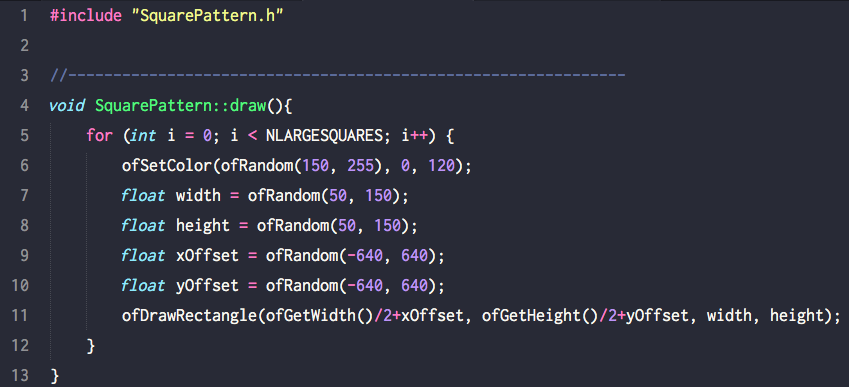 1 #include "SquarePattern.h"
2
3 //--------------------------------------------------------------
4 void SquarePattern::draw(){
5     for (int i = 0; i < NLARGESQUARES; i++) {
6         ofSetColor(ofRandom(150, 255), 0, 120);
7         float width = ofRandom(50, 150);
8         float height = ofRandom(50, 150);
9         float xOffset = ofRandom(-640, 640);
10         float yOffset = ofRandom(-640, 640);
11         ofDrawRectangle(ofGetWidth()/2+xOffset, ofGetHeight()/2+yOffset, width, height);
12     }
13 }